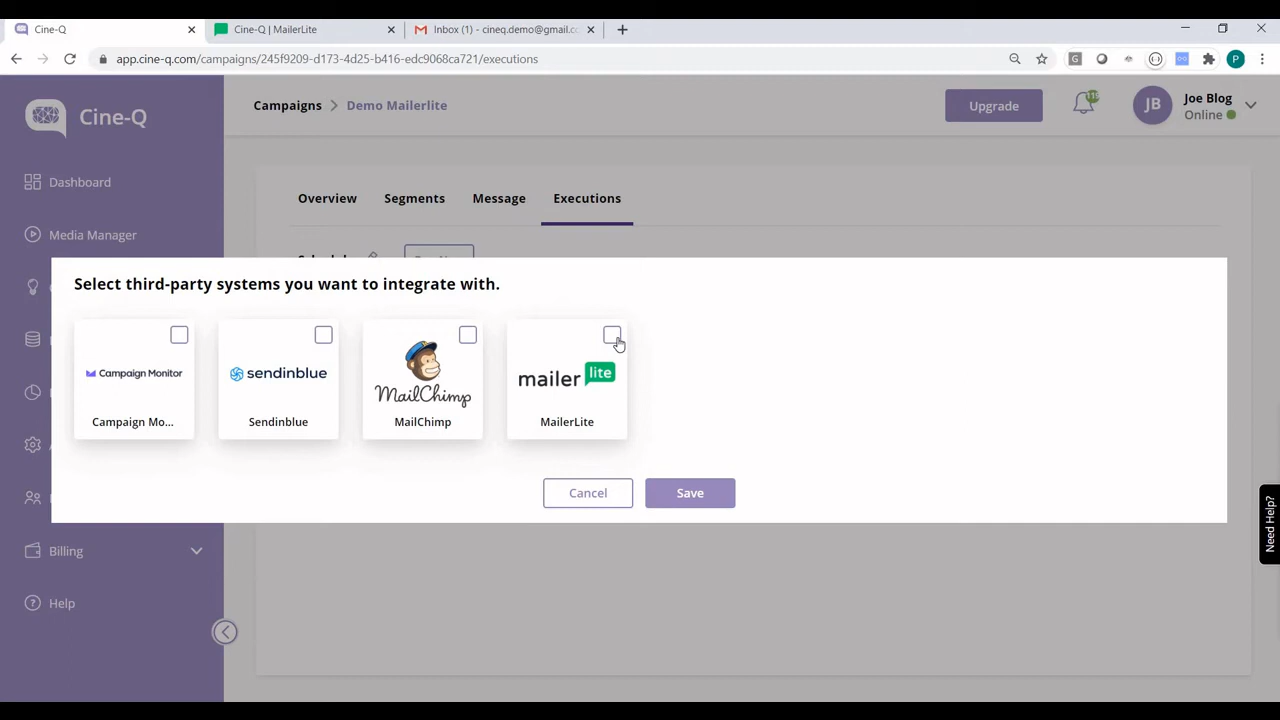 Cine-Q
Cine-Q | MailerLite
Inbox (1) - cineq.demo@gmail.cc
app.cine-q.com/campaigns/245f9209-d173-4d25-b416-edc9068ca721/executions
P
Cine-Q
Campaigns > Demo Mailerlite
Upgrade
JB
Joe Blog
Online
Dashboard
Media Manager
Billing
Help
Overview
Segments
Message
Executions
Select third-party systems you want to integrate with.
Campaign Monitor
Campaign Mo...
sendinblue
Sendinblue
MailChimp
MailChimp
mailer lite
MailerLite
Cancel
Save
Need Help?